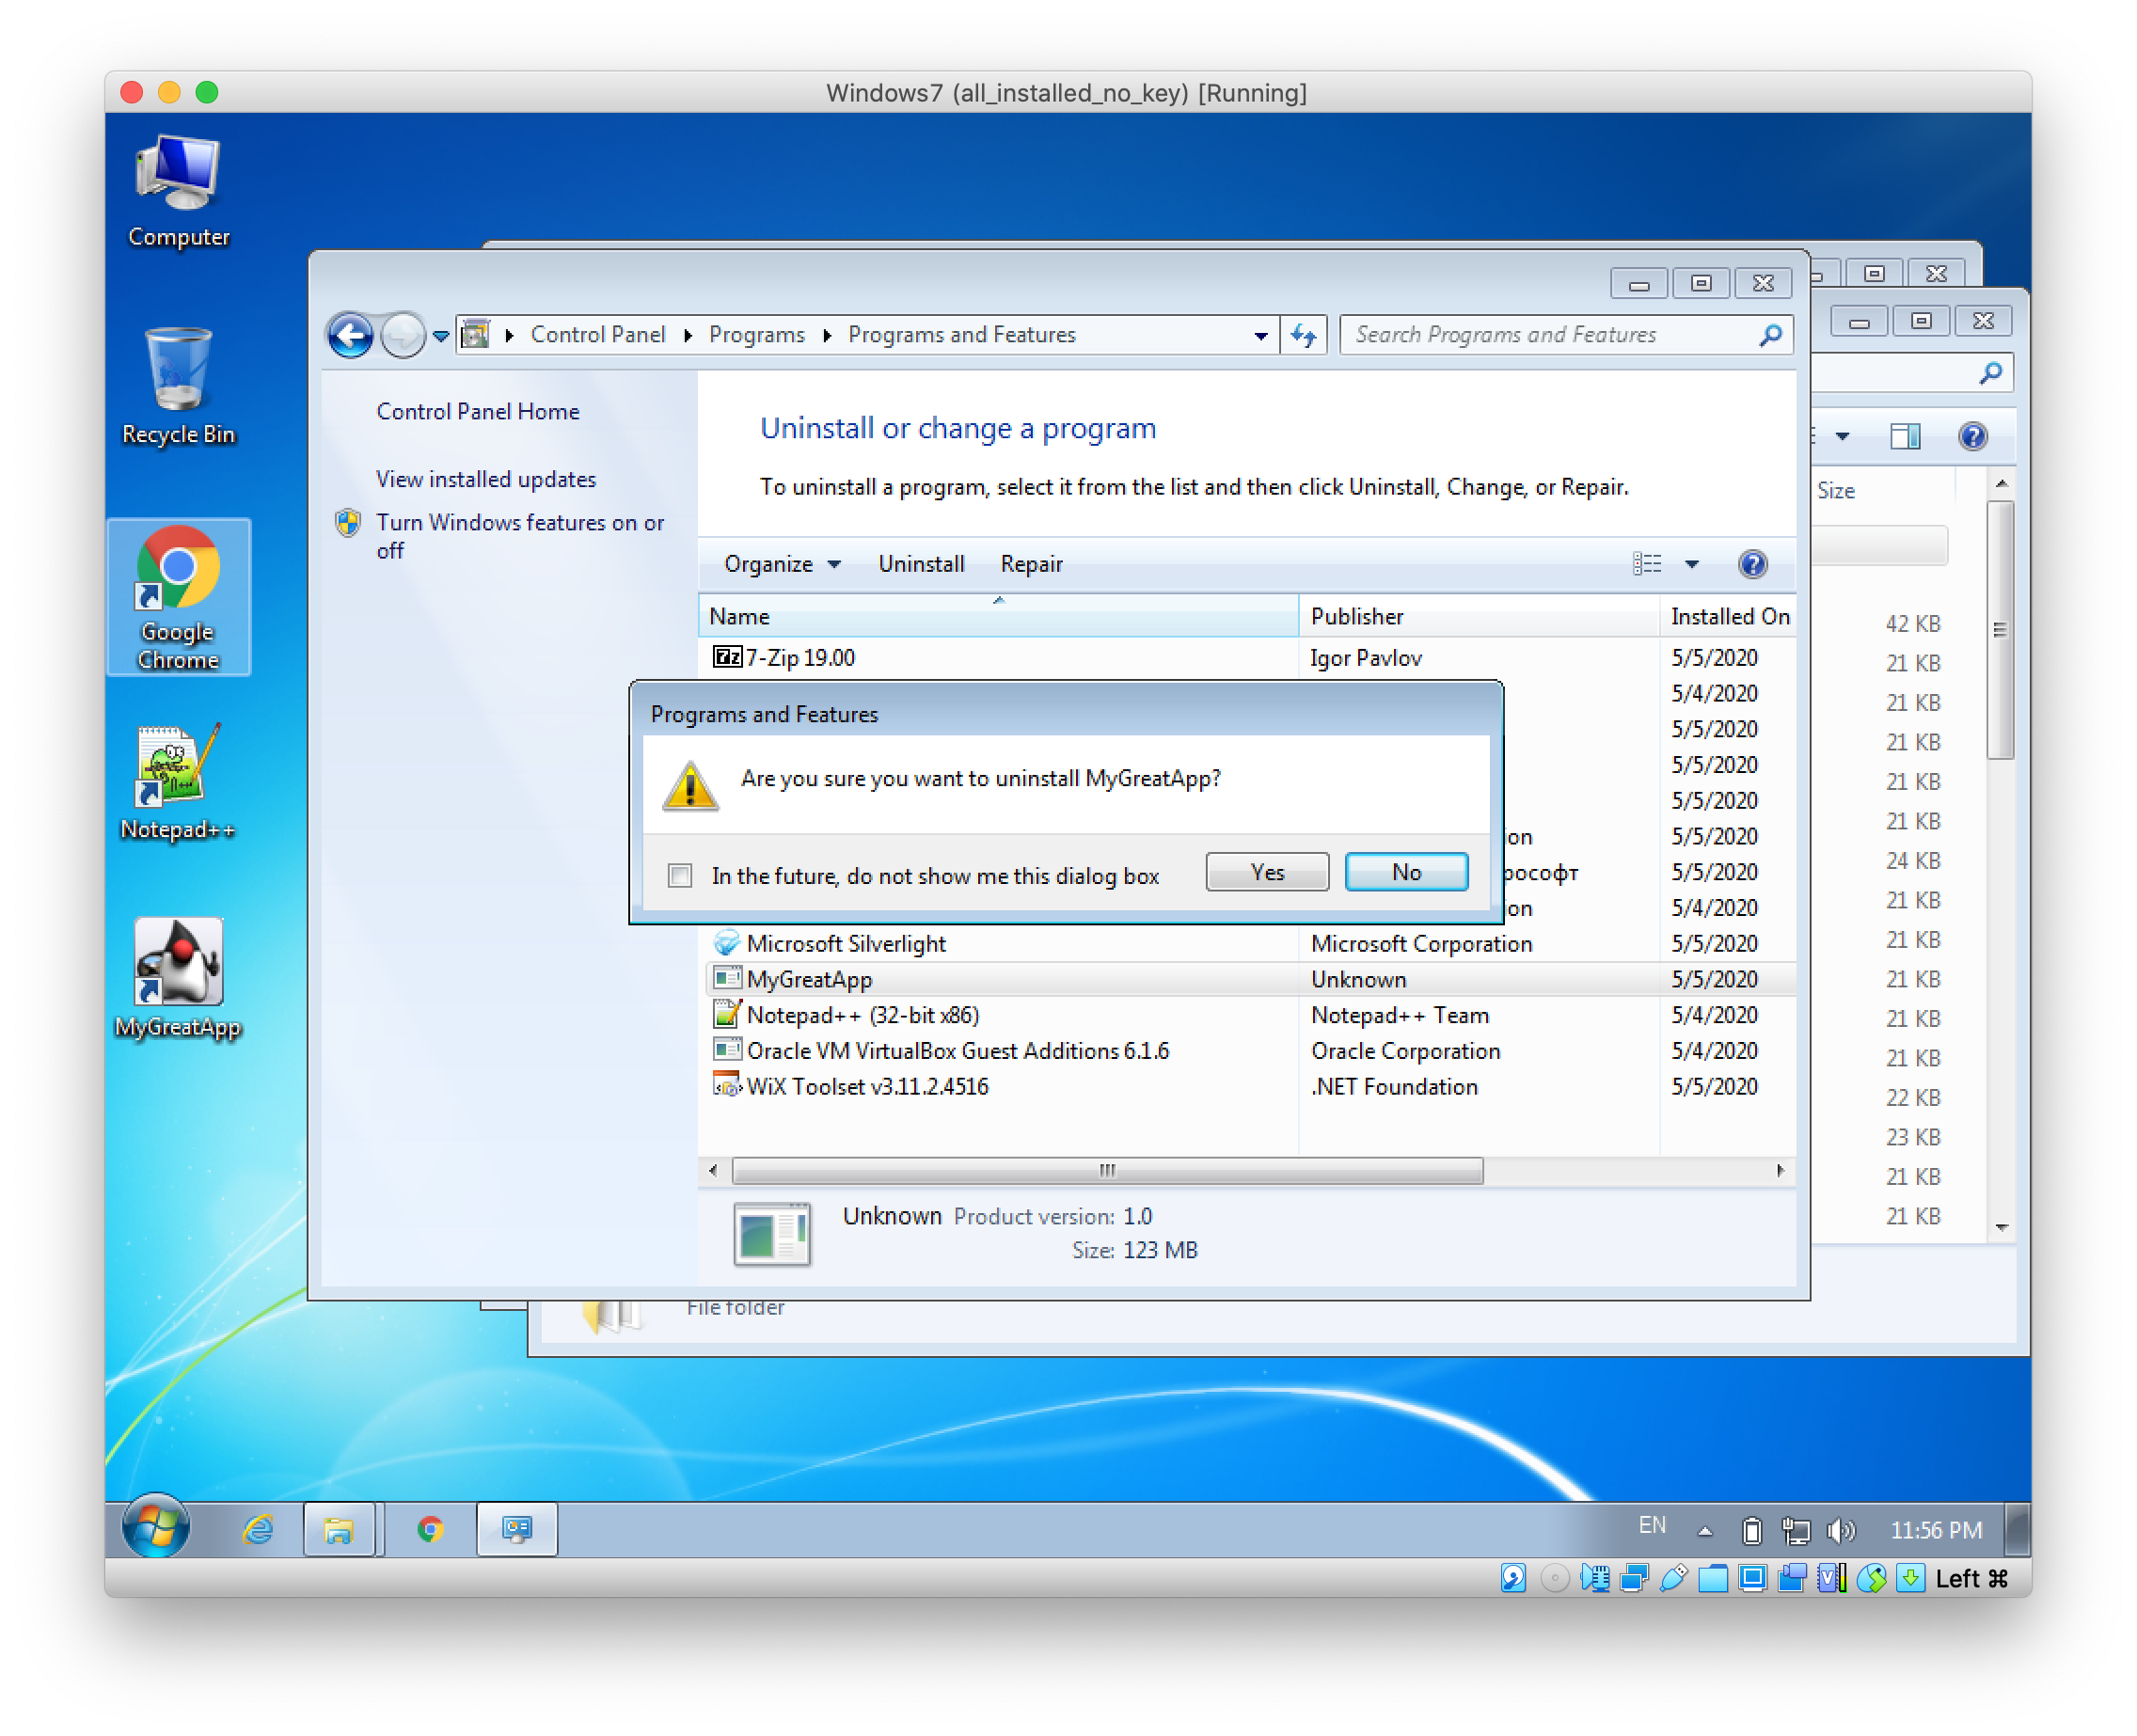 Windows7 (all_installed_no_key) [Running]
Computer
Recycle Bin
Google
Chrome
Notepad++
MyGreatApp
Control Panel
Programs
Programs and Features
Search Programs and Features
Control Panel Home
View installed updates
Turn Windows features on or
off
Uninstall or change a program
To uninstall a program, select it from the list and then click Uninstall, Change, or Repair.
Organize
Uninstall
Repair
Name
Publisher
Installed On
7-Zip 19.00
Igor Pavlov
5/5/2020
5/4/2020
5/5/2020
5/5/2020
5/5/2020
ion
5/5/2020
рософт
5/5/2020
ion
5/4/2020
Microsoft Silverlight
Microsoft Corporation
5/5/2020
MyGreatApp
Unknown
5/5/2020
Notepad++ (32-bit x86)
Notepad++ Team
5/4/2020
Oracle VM VirtualBox Guest Additions 6.1.6
Oracle Corporation
5/4/2020
WiX Toolset v3.11.2.4516
.NET Foundation
5/5/2020
Programs and Features
Are you sure you want to uninstall MyGreatApp?
In the future, do not show me this dialog box
Yes
No
Unknown
Product version: 1.0
Size: 123 MB
Size
42 KB
21 KB
21 KB
21 KB
21 KB
21 KB
24 KB
21 KB
21 KB
21 KB
21 KB
21 KB
22 KB
23 KB
21 KB
21 KB
File folder
EN
11:56 PM
Left ⌘